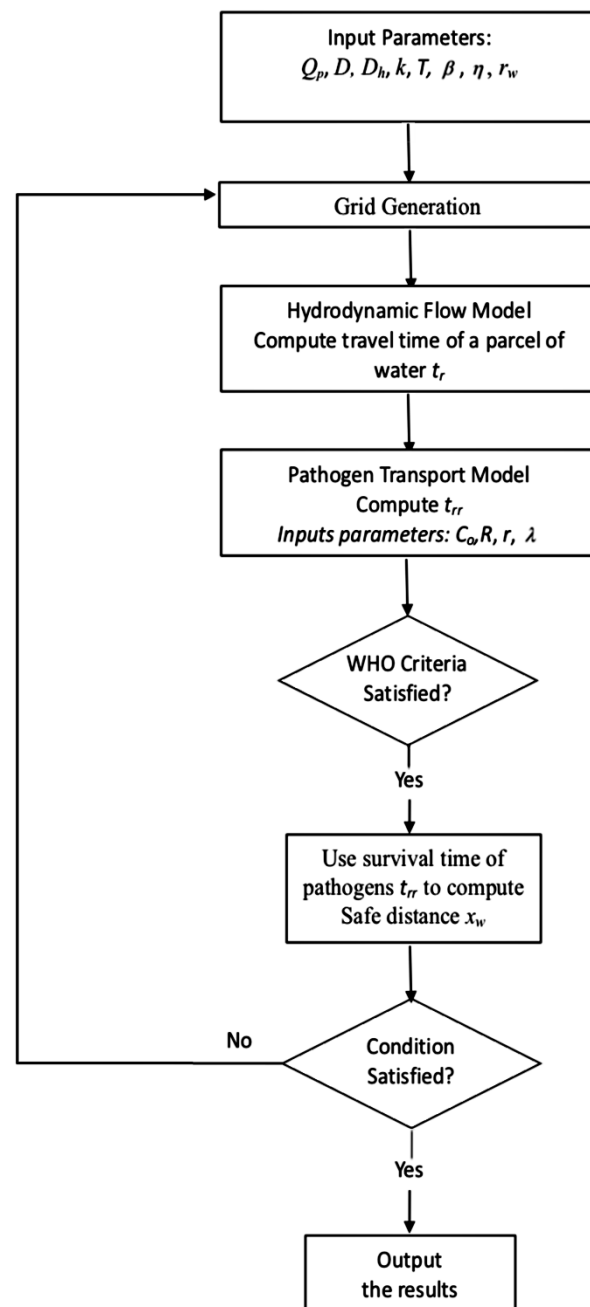 Input Parameters:
Qp, D, Dh, k, T, β, η, rw
Grid Generation
Hydrodynamic Flow Model
Compute travel time of a parcel of
water tr
Pathogen Transport Model
Compute trr
Inputs parameters: Co,R, r, λ
WHO Criteria
Satisfied?
Yes
Use survival time of
pathogens trr to compute
Safe distance xw
No
Condition
Satisfied?
Yes
Output
the results